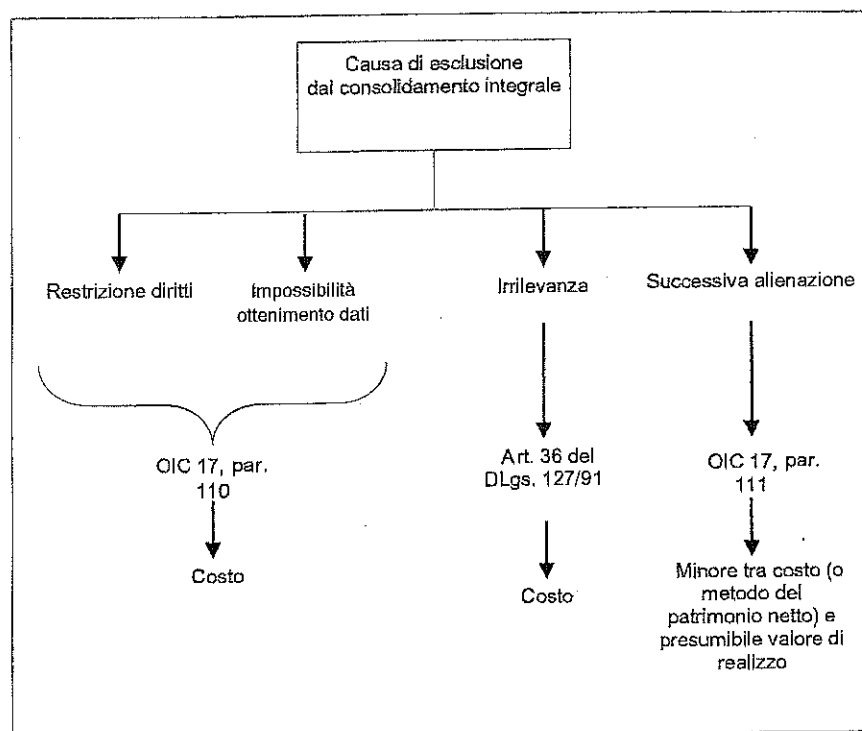 Causa di esclusione
dal consolidamento integrale
Restrizione diritti
Impossibilità
ottenimento dati
Irrilevanza
Successiva alienazione
OIC 17, par.
110
Art. 36 del
DLgs. 127/91
OIC 17, par.
111
Costo
Costo
Minore tra costo (o
metodo del
patrimonio netto) e
presumibile valore di
realizzo